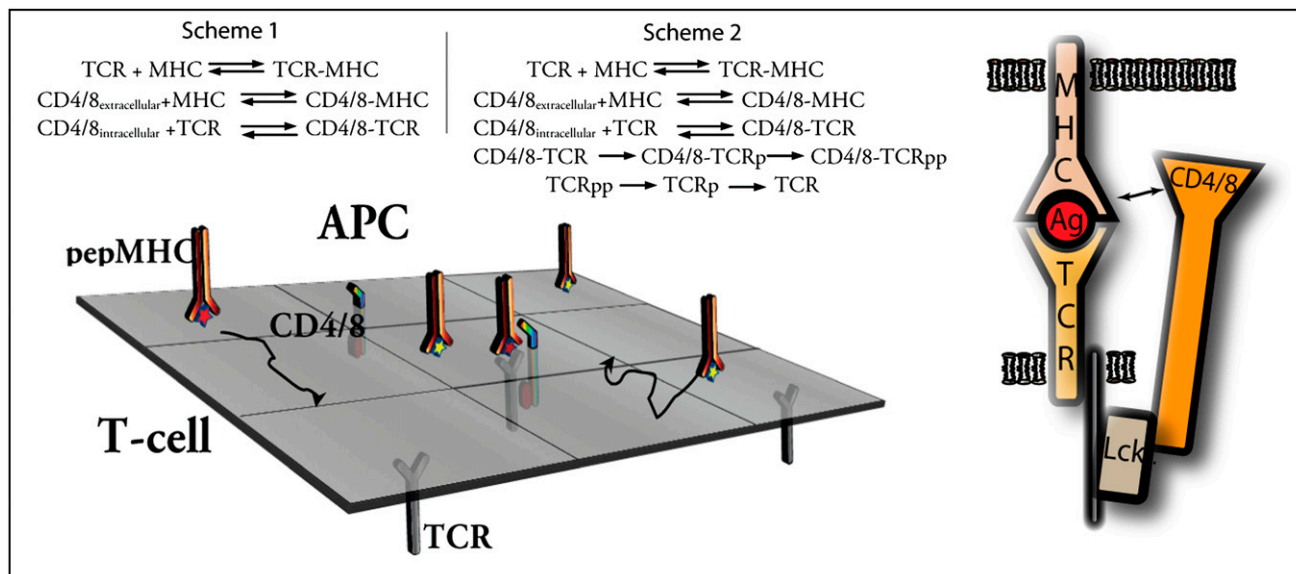 Scheme 1
TCR + MHC ⇌ TCR-MHC
CD4/8extracellular+MHC ⇌ CD4/8-MHC
CD4/8intracellular +TCR ⇌ CD4/8-TCR
Scheme 2
TCR + MHC ⇌ TCR-MHC
CD4/8extracellular+MHC ⇌ CD4/8-MHC
CD4/8intracellular +TCR ⇌ CD4/8-TCR
CD4/8-TCR → CD4/8-TCRp → CD4/8-TCRpp
TCRpp → TCRp → TCR
APC
pepMHC
CD4/8
T-cell
TCR
MHC
Ag
TCR
CD4/8
Lck